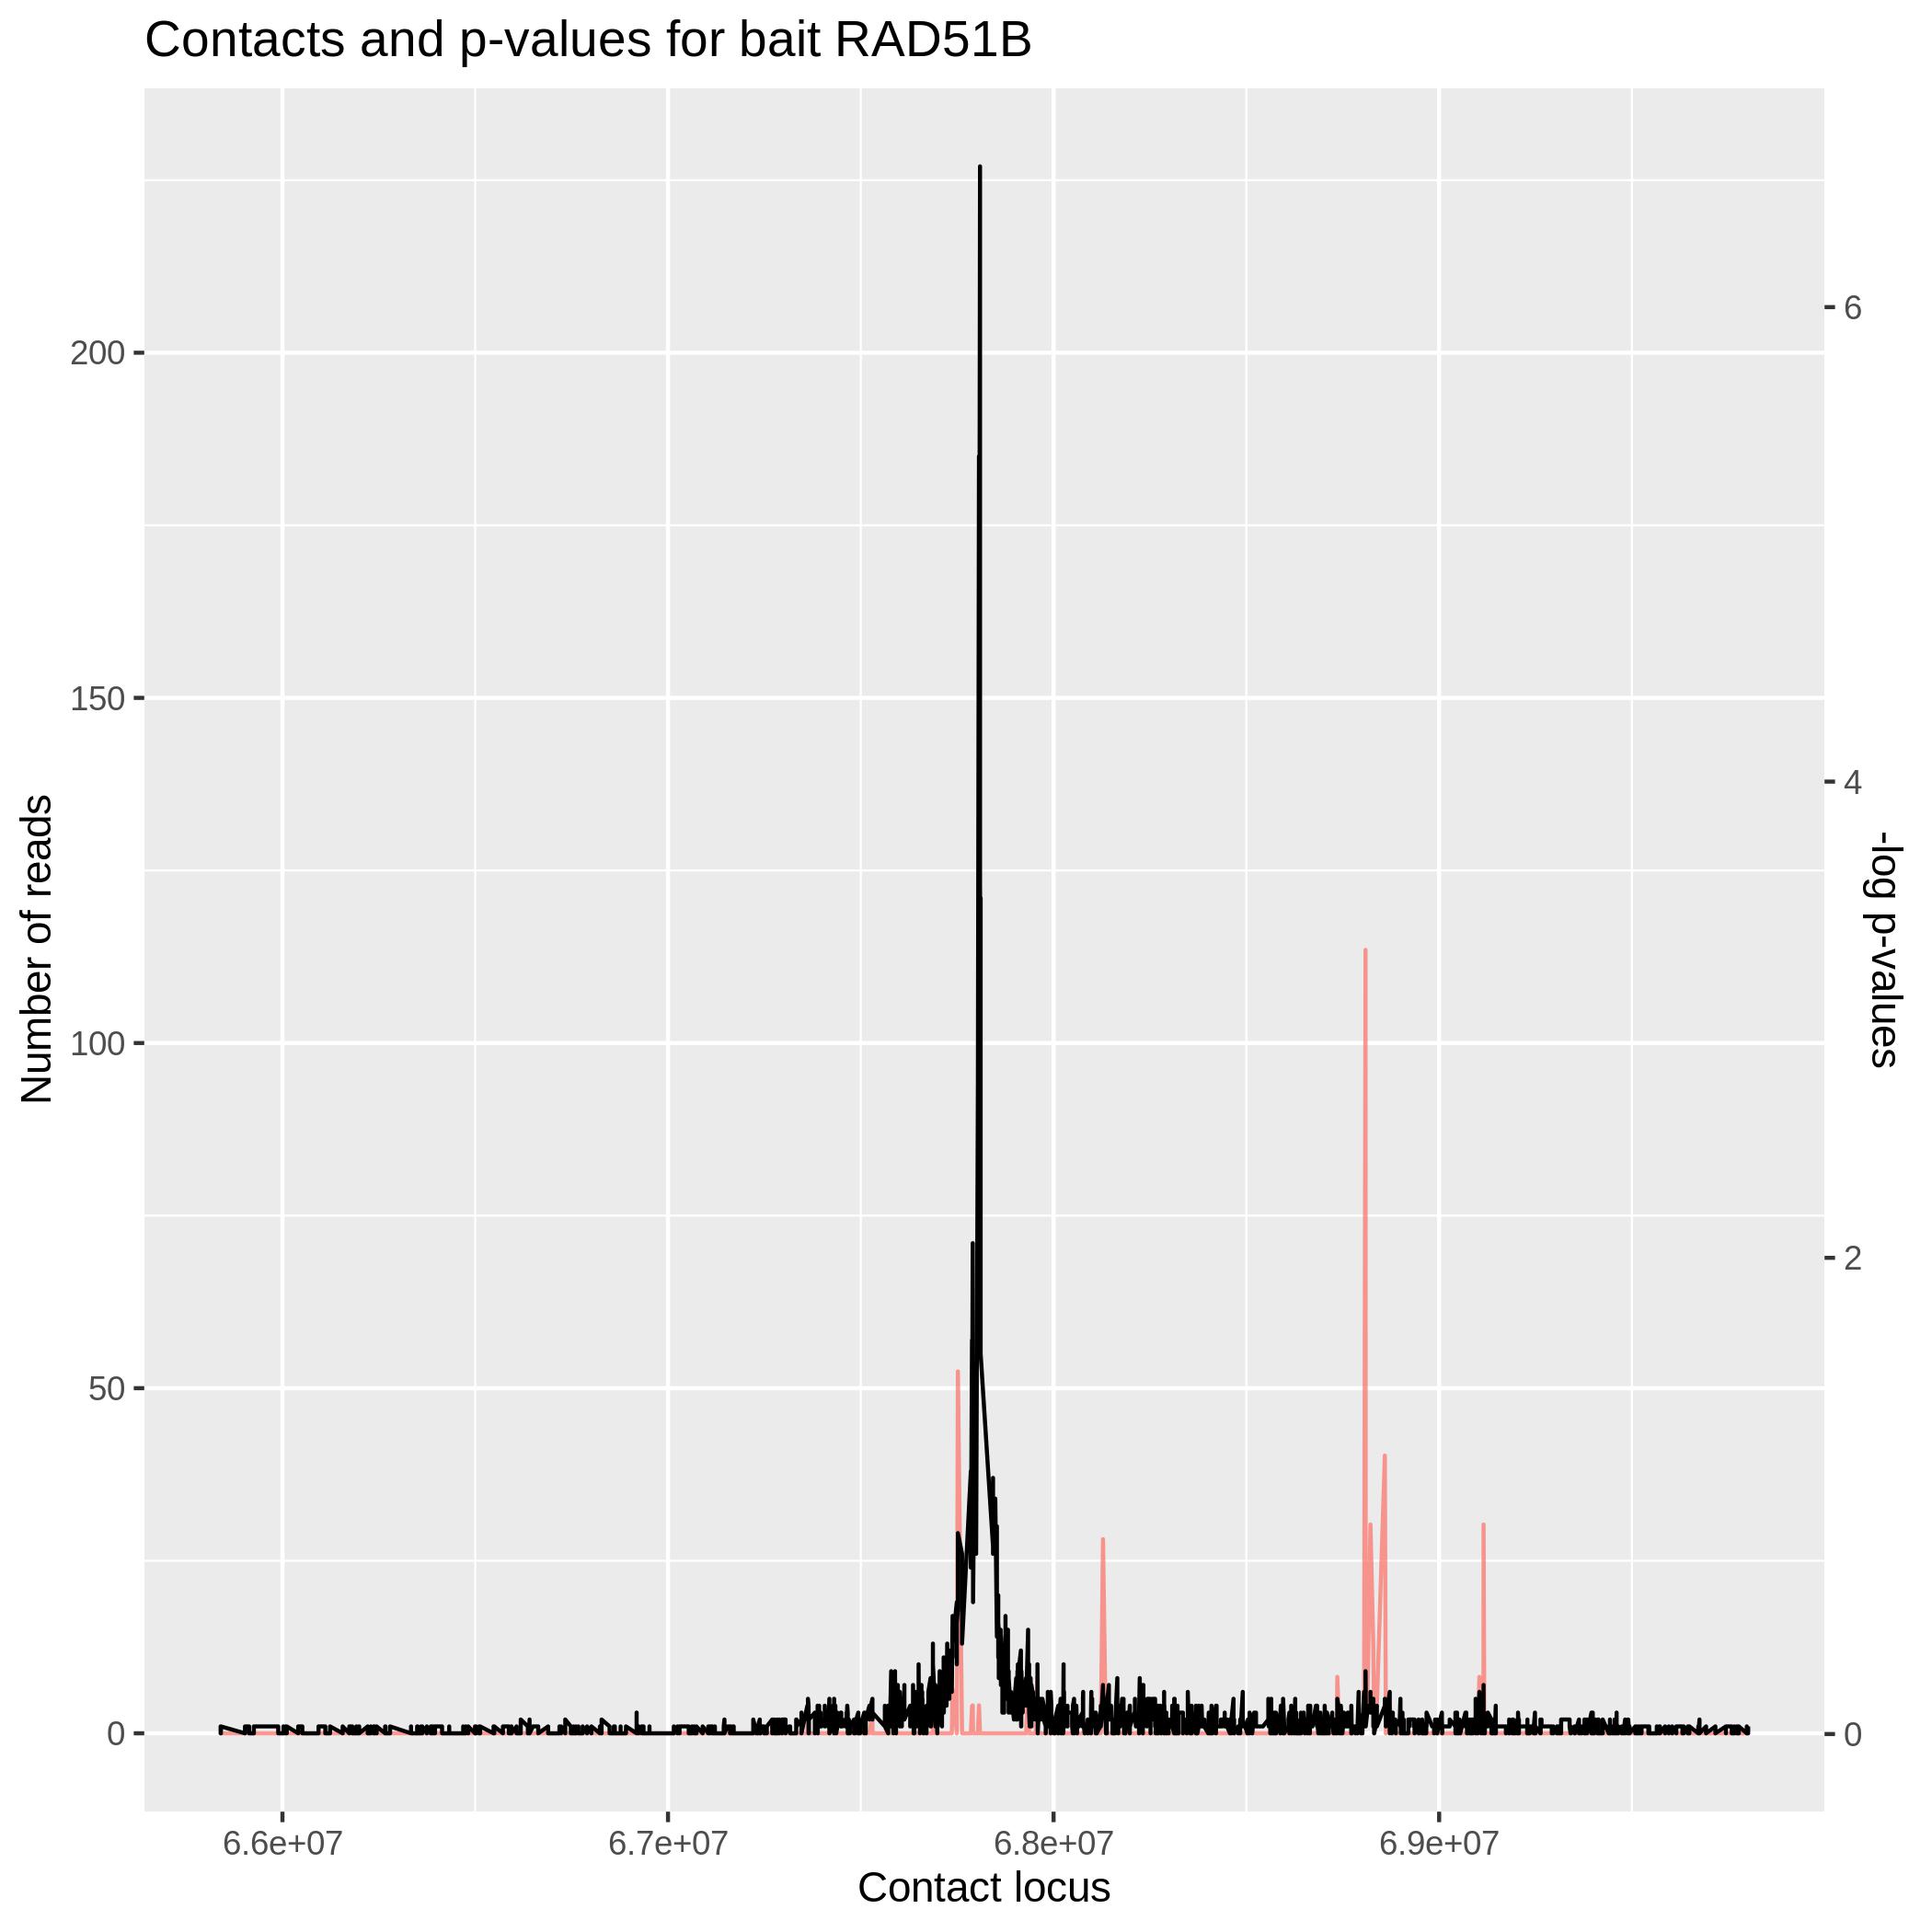 Contacts and p-values for bait RAD51B
200
150
100
50
0
Number of reads
6
4
2
0
-log p-values
6.6e+07 6.7e+07 6.8e+07 6.9e+07
Contact locus